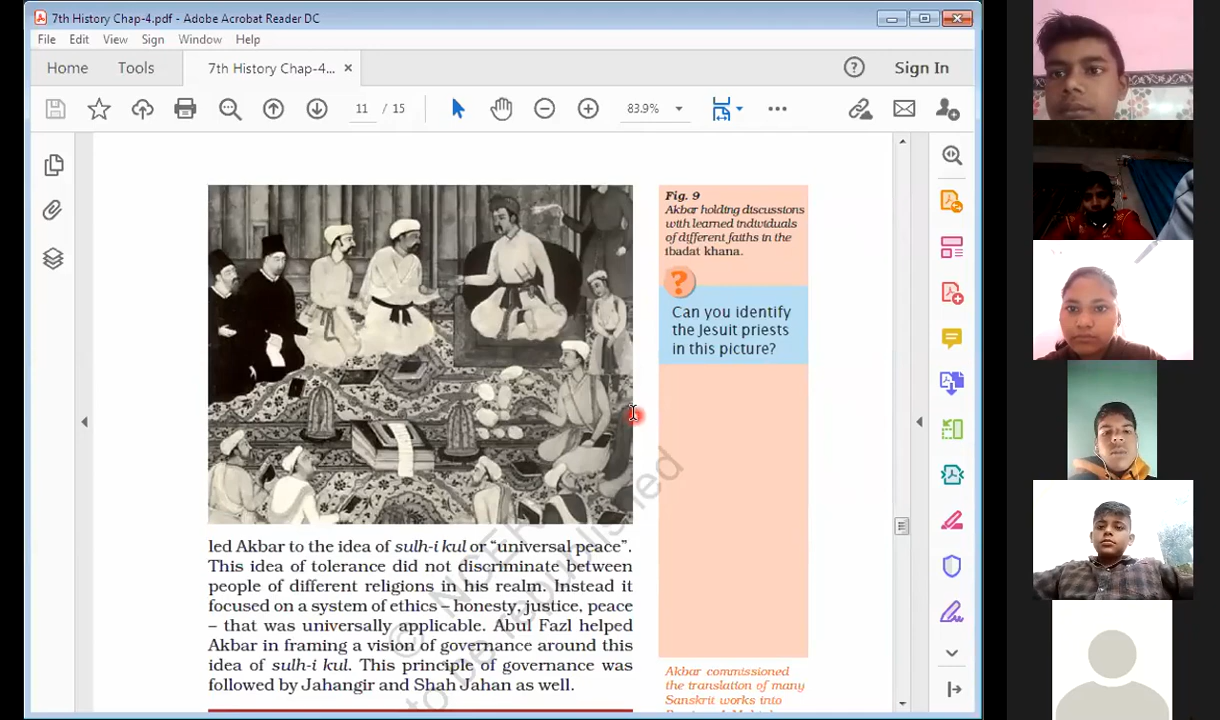 7th History Chap-4.pdf - Adobe Acrobat Reader DC
File Edit View Sign Window Help
Home Tools 7th History Chap-4... × Sign In
11 / 15 83.9%
Fig. 9
Akbar holding discussions
with learned individuals
of different faiths in the
ibadat khana.
?
Can you identify
the Jesuit priests
in this picture?
led Akbar to the idea of sulh-i kul or “universal peace”.
This idea of tolerance did not discriminate between
people of different religions in his realm. Instead it
focused on a system of ethics – honesty, justice, peace
– that was universally applicable. Abul Fazl helped
Akbar in framing a vision of governance around this
idea of sulh-i kul. This principle of governance was
followed by Jahangir and Shah Jahan as well.
Akbar commissioned
the translation of many
Sanskrit works into
© NCERT
to be republished